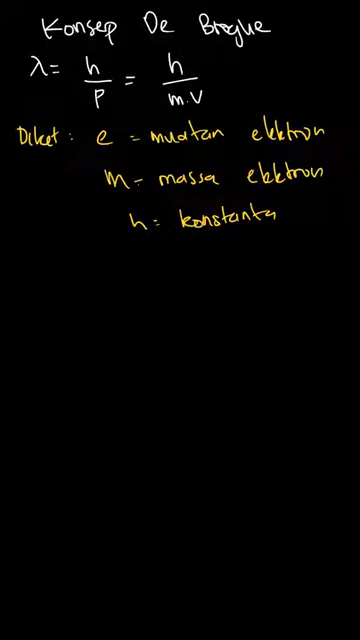 Konsep De Broglie
λ = h/p = h/m.v
Diket : e = muatan elektron
m = massa elektron
h = konstanta